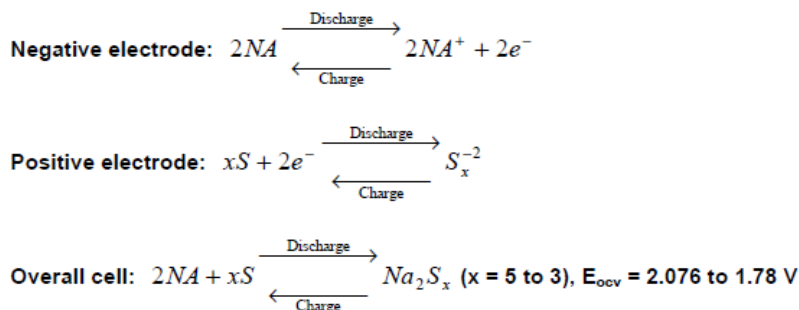 Discharge
Negative electrode: 2NA ⇄ 2NA⁺ + 2e⁻
Charge
Discharge
Positive electrode: xS + 2e⁻ ⇄ Sₓ⁻²
Charge
Discharge
Overall cell: 2NA + xS ⇄ Na₂Sₓ (x = 5 to 3), E_ocv = 2.076 to 1.78 V
Charge